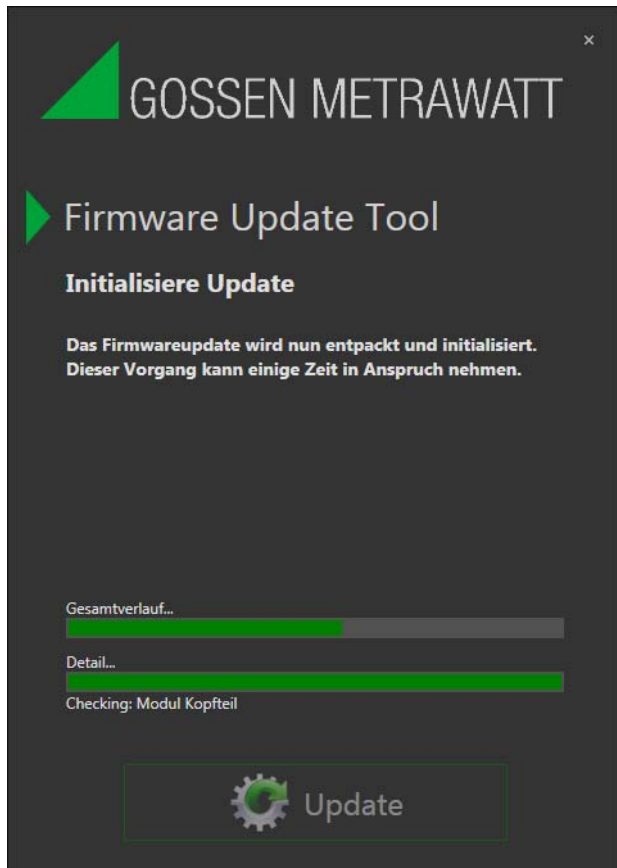 ×
GOSSEN METRAWATT
Firmware Update Tool
Initialisiere Update
Das Firmwareupdate wird nun entpackt und initialisiert.
Dieser Vorgang kann einige Zeit in Anspruch nehmen.
Gesamtverlauf...
Detail...
Checking: Modul Kopfteil
Update